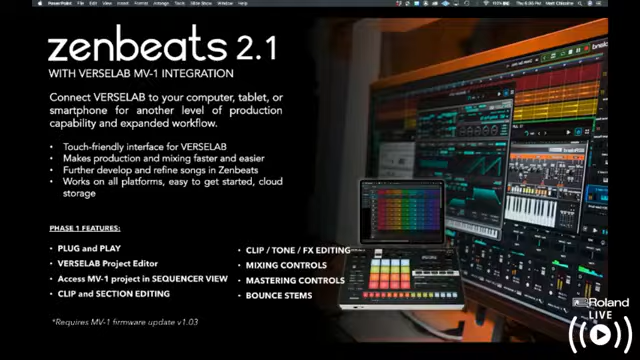 PowerPoint File Edit View Insert Format Arrange Tools Slide Show Window Help
zenbeats 2.1
WITH VERSELAB MV-1 INTEGRATION
Connect VERSELAB to your computer, tablet, or
smartphone for another level of production
capability and expanded workflow.
• Touch-friendly interface for VERSELAB
• Makes production and mixing faster and easier
• Further develop and refine songs in Zenbeats
• Works on all platforms, easy to get started, cloud
storage
PHASE 1 FEATURES:
• PLUG and PLAY
• VERSELAB Project Editor
• Access MV-1 project in SEQUENCER VIEW
• CLIP and SECTION EDITING
• CLIP / TONE / FX EDITING
• MIXING CONTROLS
• MASTERING CONTROLS
• BOUNCE STEMS
*Requires MV-1 firmware update v1.03
Roland
LIVE